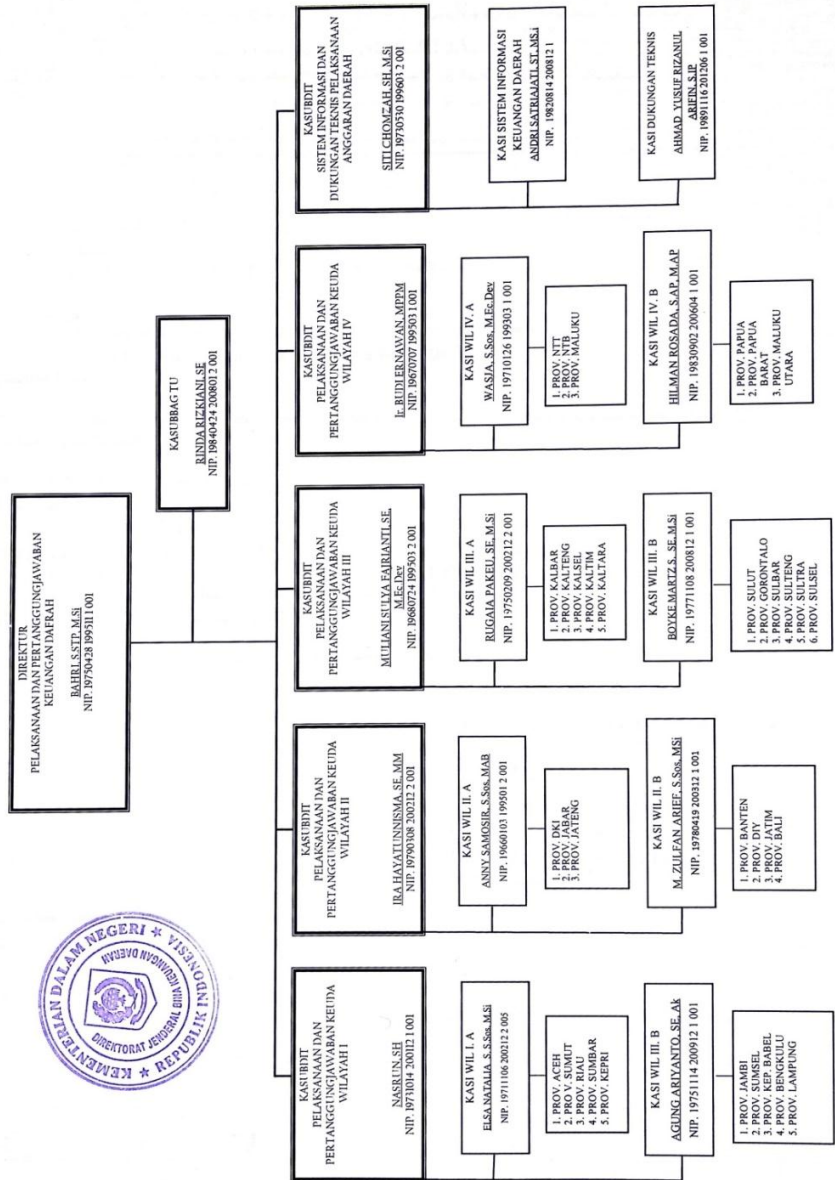 DIREKTUR
PELAKSANAAN DAN PERTANGGUNGJAWABAN
KEUANGAN DAERAH
BAHRI, S.STP, M.Si
NIP. 19750428 199511 1 001
KEMENTERIAN DALAM NEGERI
REPUBLIK INDONESIA
DIREKTORAT JENDERAL BINA KEUANGAN DAERAH
KASUBBAG TU
RINDA RIZKIANI, SE
NIP. 19840424 2008012 001
KASUBDIT
PELAKSANAAN DAN
PERTANGGUNGJAWABAN KEUDA
WILAYAH I
NASRUN, SH
NIP. 19731014 200112 1 001
KASI WIL I. A
ELSA NATALIA S, S.Sos, M.Si
NIP. 19711106 200212 2 005
1. PROV. ACEH
2. PRO V. SUMUT
3. PROV. RIAU
4. PROV. SUMBAR
5. PROV. KEPRI
KASI WIL III. B
AGUNG ARIYANTO, SE, Ak
NIP. 19751114 200912 1 001
1. PROV. JAMBI
2. PROV. SUMSEL
3. PROV. KEP. BABEL
4. PROV. BENGKULU
5. PROV. LAMPUNG
KASUBDIT
PELAKSANAAN DAN
PERTANGGUNGJAWABAN KEUDA
WILAYAH II
IRA HAYATUNNISMA, SE, MM
NIP. 19790308 200212 2 001
KASI WIL II. A
ANNY SAMOSIR, S.Sos, MAB
NIP. 19660103 199501 2 001
1. PROV. DKI
2. PROV. JABAR
3. PROV. JATENG
KASI WIL II. B
M. ZULFAN ARIEF, S.Sos, MSi
NIP. 19780419 200312 1 001
1. PROV. BANTEN
2. PROV. DIY
3. PROV. JATIM
4. PROV. BALI
KASUBDIT
PELAKSANAAN DAN
PERTANGGUNGJAWABAN KEUDA
WILAYAH III
MULIANI SULYA FAJRIANTI, SE,
M.Ec.Dev
NIP. 19680724 199503 2 001
KASI WIL III. A
RUGAIA PAKEU, SE, M.Si
NIP. 19750209 200212 2 001
1. PROV. KALBAR
2. PROV. KALTENG
3. PROV. KALSEL
4. PROV. KALTIM
5. PROV. KALTARA
KASI WIL III. B
BOYKE MARTZ S, SE, M.Si
NIP. 19771108 200812 1 001
1. PROV. SULUT
2. PROV. GORONTALO
3. PROV. SULBAR
4. PROV. SULTENG
5. PROV. SULTRA
6. PROV. SULSEL
KASUBDIT
PELAKSANAAN DAN
PERTANGGUNGJAWABAN KEUDA
WILAYAH IV
Ir. BUDI ERNAWAN, MPPM
NIP. 19670707 199503 1 001
KASI WIL IV. A
WASJA, S.Sos, M.Ec.Dev
NIP. 19710126 199303 1 001
1. PROV. NTT
2. PROV. NTB
3. PROV. MALUKU
KASI WIL IV. B
HILMAN ROSADA, S.AP, M.AP
NIP. 19830902 200604 1 001
1. PROV. PAPUA
2. PROV. PAPUA
BARAT
3. PROV. MALUKU
UTARA
KASUBDIT
SISTEM INFORMASI DAN
DUKUNGAN TEKNIS PELAKSANAAN
ANGGARAN DAERAH
SITI CHOMZAH, SH, M.Si
NIP. 19730510 199603 2 001
KASI SISTEM INFORMASI
KEUANGAN DAERAH
ANDRI SATRIAJATI, ST, MS.i
NIP. 19820814 200812 1
KASI DUKUNGAN TEKNIS
AHMAD YUSUF RIZANUL
ARIFIN, S.IP
NIP. 19891116 201206 1 001